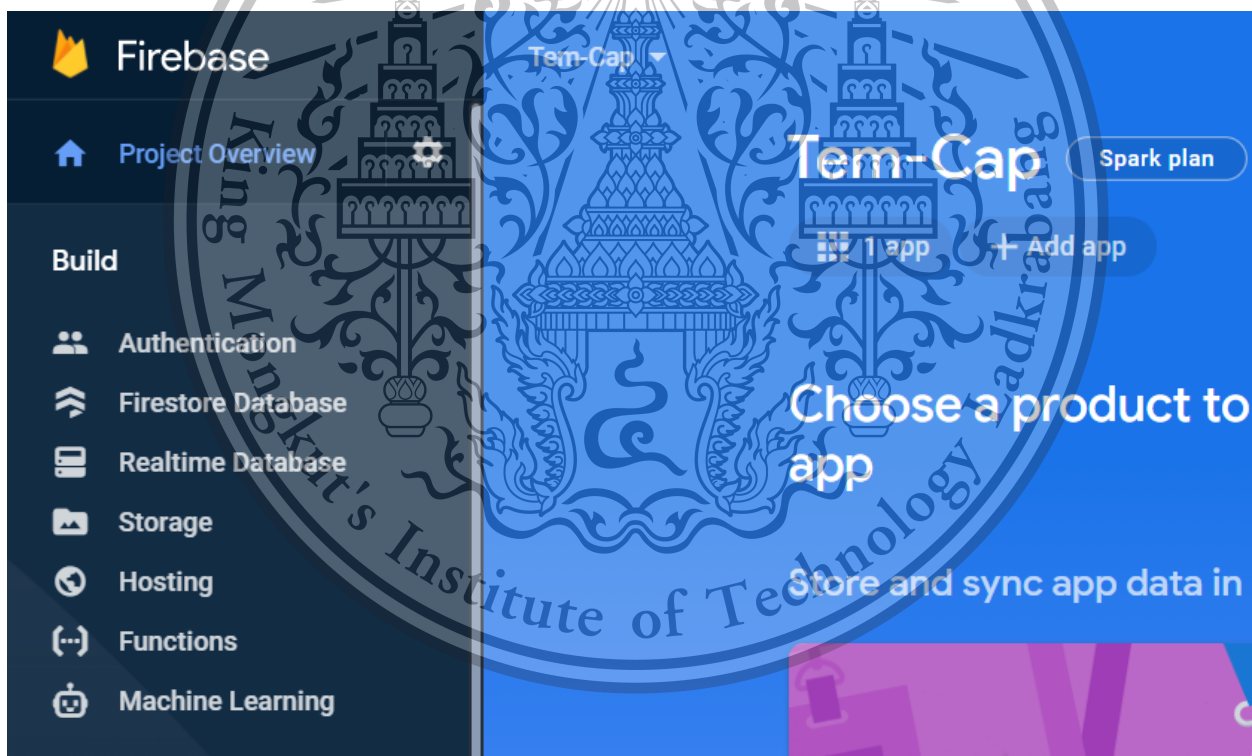 Firebase
Tem-Cap
Project Overview
Tem-Cap
Spark plan
1 app
+ Add app
Build
Authentication
Firestore Database
Realtime Database
Storage
Hosting
Functions
Machine Learning
Choose a product to
app
Store and sync app data in
King Mongkut's Institute of Technology Ladkrabang